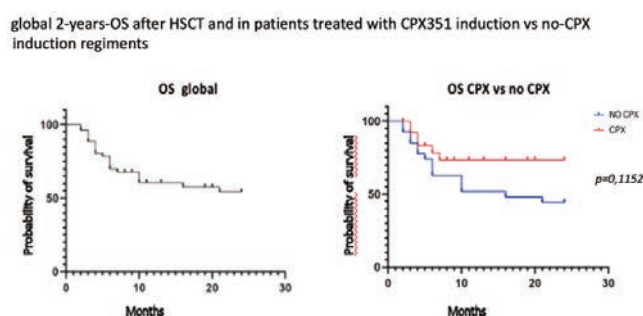 global 2-years-OS after HSCT and in patients treated with CPX351 induction vs no-CPX
induction regiments
OS global
Probability of survival
100
50
0
0 10 20 30
Months
OS CPX vs no CPX
Probability of survival
100
50
0
0 10 20 30
Months
NO CPX
CPX
p=0,1152